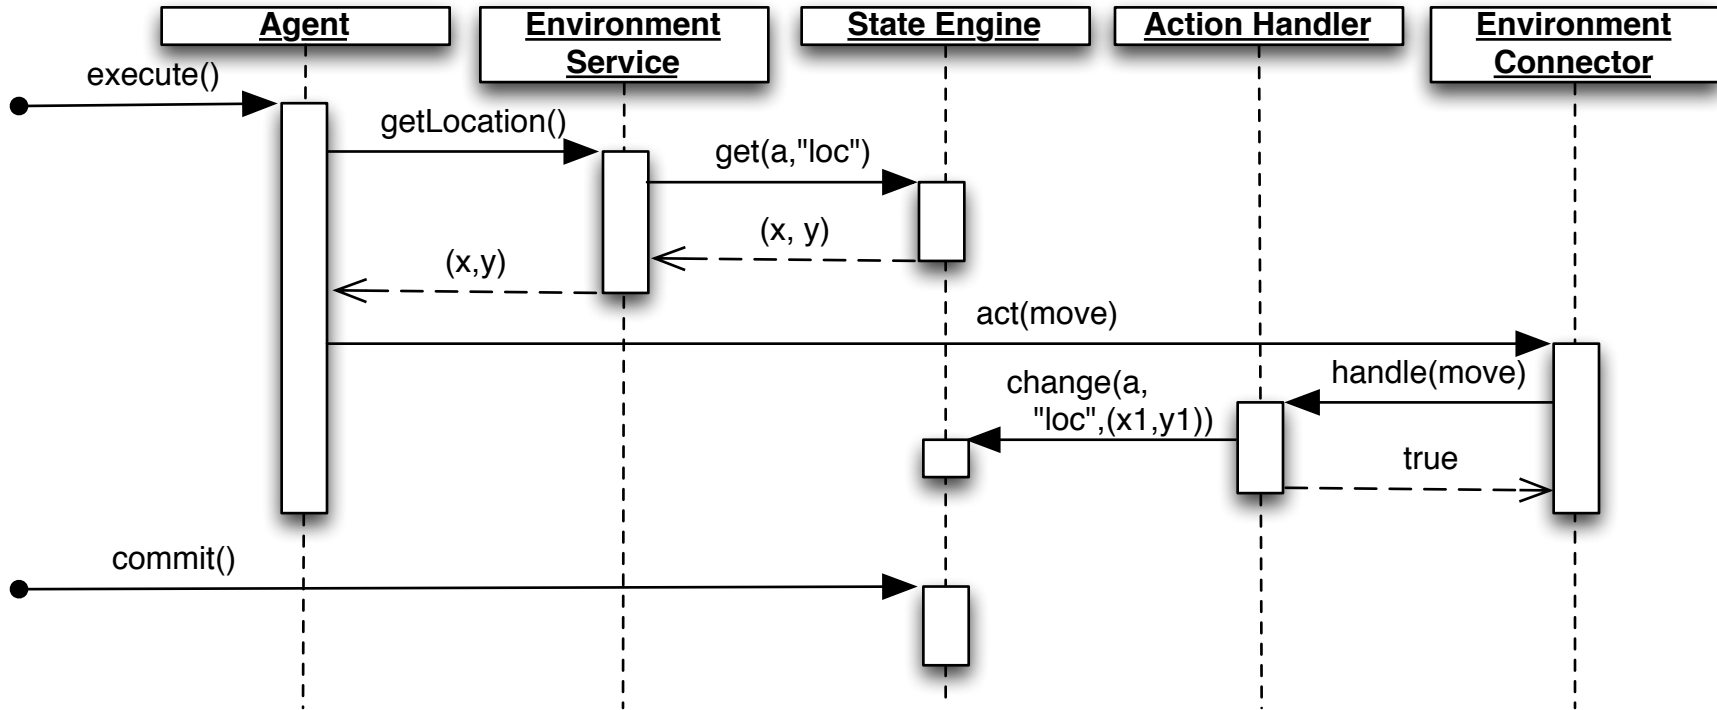 Agent
Environment
Service
State Engine
Action Handler
Environment
Connector
execute()
getLocation()
get(a,"loc")
(x, y)
(x,y)
act(move)
handle(move)
change(a,
"loc",(x1,y1))
true
commit()